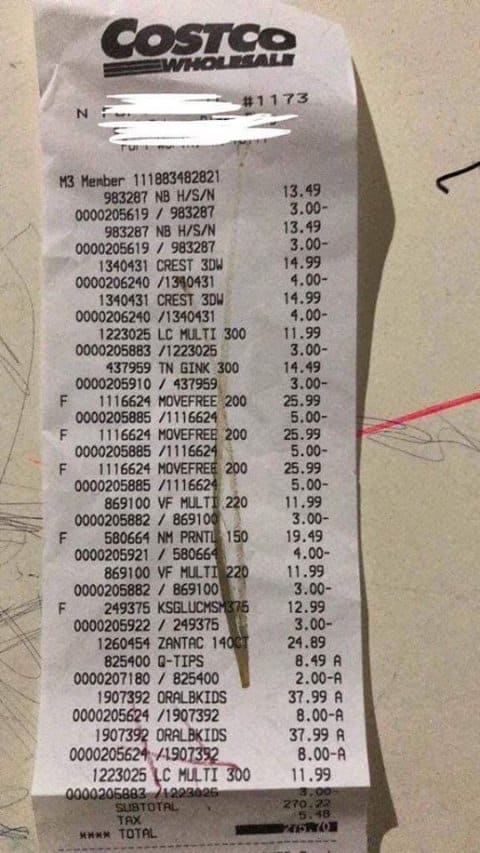 COSTCO
WHOLESALE
N #1173
M3 Member 111883482821
983287 NB H/S/N 13.49
0000205619 / 983287 3.00-
983287 NB H/S/N 13.49
0000205619 / 983287 3.00-
1340431 CREST 3DW 14.99
0000206240 /1340431 4.00-
1340431 CREST 3DW 14.99
0000206240 /1340431 4.00-
1223025 LC MULTI 300 11.99
0000205883 /1223025 3.00-
437959 TN GINK 300 14.49
0000205910 / 437959 3.00-
F 1116624 MOVEFREE 200 25.99
0000205885 /1116624 5.00-
F 1116624 MOVEFREE 200 25.99
0000205885 /1116624 5.00-
F 1116624 MOVEFREE 200 25.99
0000205885 /1116624 5.00-
869100 VF MULTI 220 11.99
0000205882 / 869100 3.00-
F 580664 NM PRNTL 150 19.49
0000205921 / 580664 4.00-
869100 VF MULTI 220 11.99
0000205882 / 869100 3.00-
F 249375 KSGLUCMSM375 12.99
0000205922 / 249375 3.00-
1260454 ZANTAC 140CT 24.89
825400 Q-TIPS 8.49 A
0000207180 / 825400 2.00-A
1907392 ORALBKIDS 37.99 A
0000205624 /1907392 8.00-A
1907392 ORALBKIDS 37.99 A
0000205624 /1907392 8.00-A
1223025 LC MULTI 300 11.99
0000205883 /1223025 3.00-
SUBTOTAL 270.22
TAX 5.48
**** TOTAL 275.70